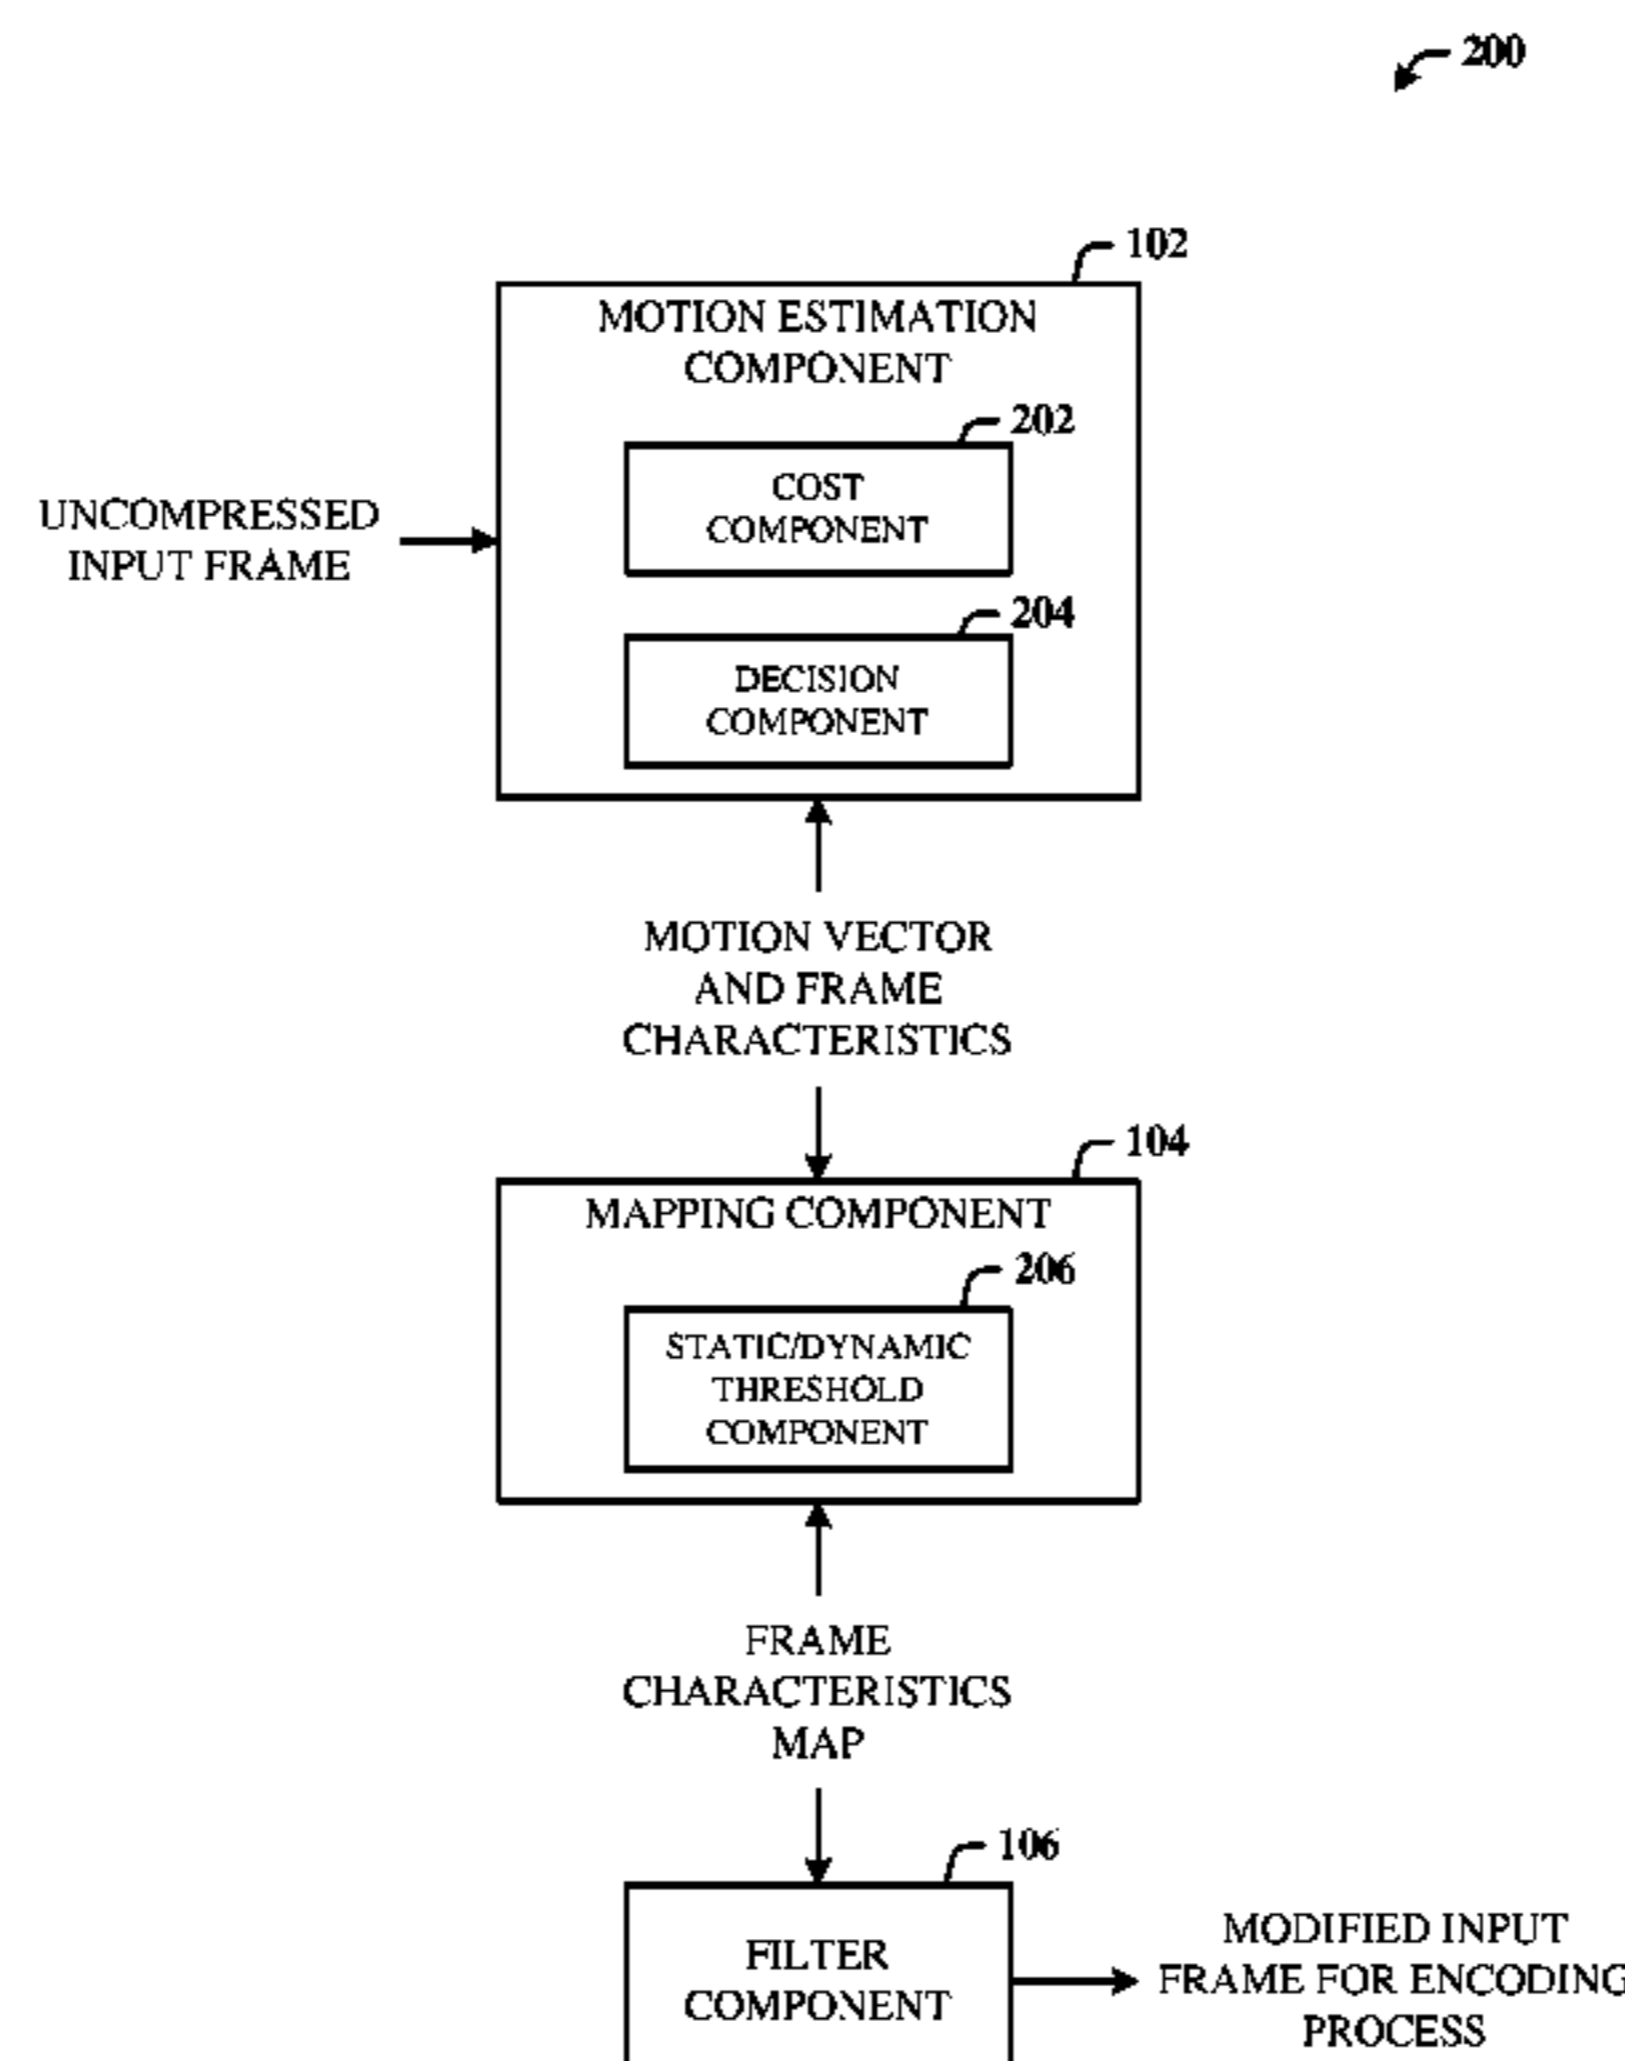 200
102
MOTION ESTIMATION
COMPONENT
202
COST
COMPONENT
UNCOMPRESSED
INPUT FRAME
204
DECISION
COMPONENT
MOTION VECTOR
AND FRAME
CHARACTERISTICS
104
MAPPING COMPONENT
206
STATIC/DYNAMIC
THRESHOLD
COMPONENT
FRAME
CHARACTERISTICS
MAP
106
FILTER
COMPONENT
MODIFIED INPUT
FRAME FOR ENCODING
PROCESS